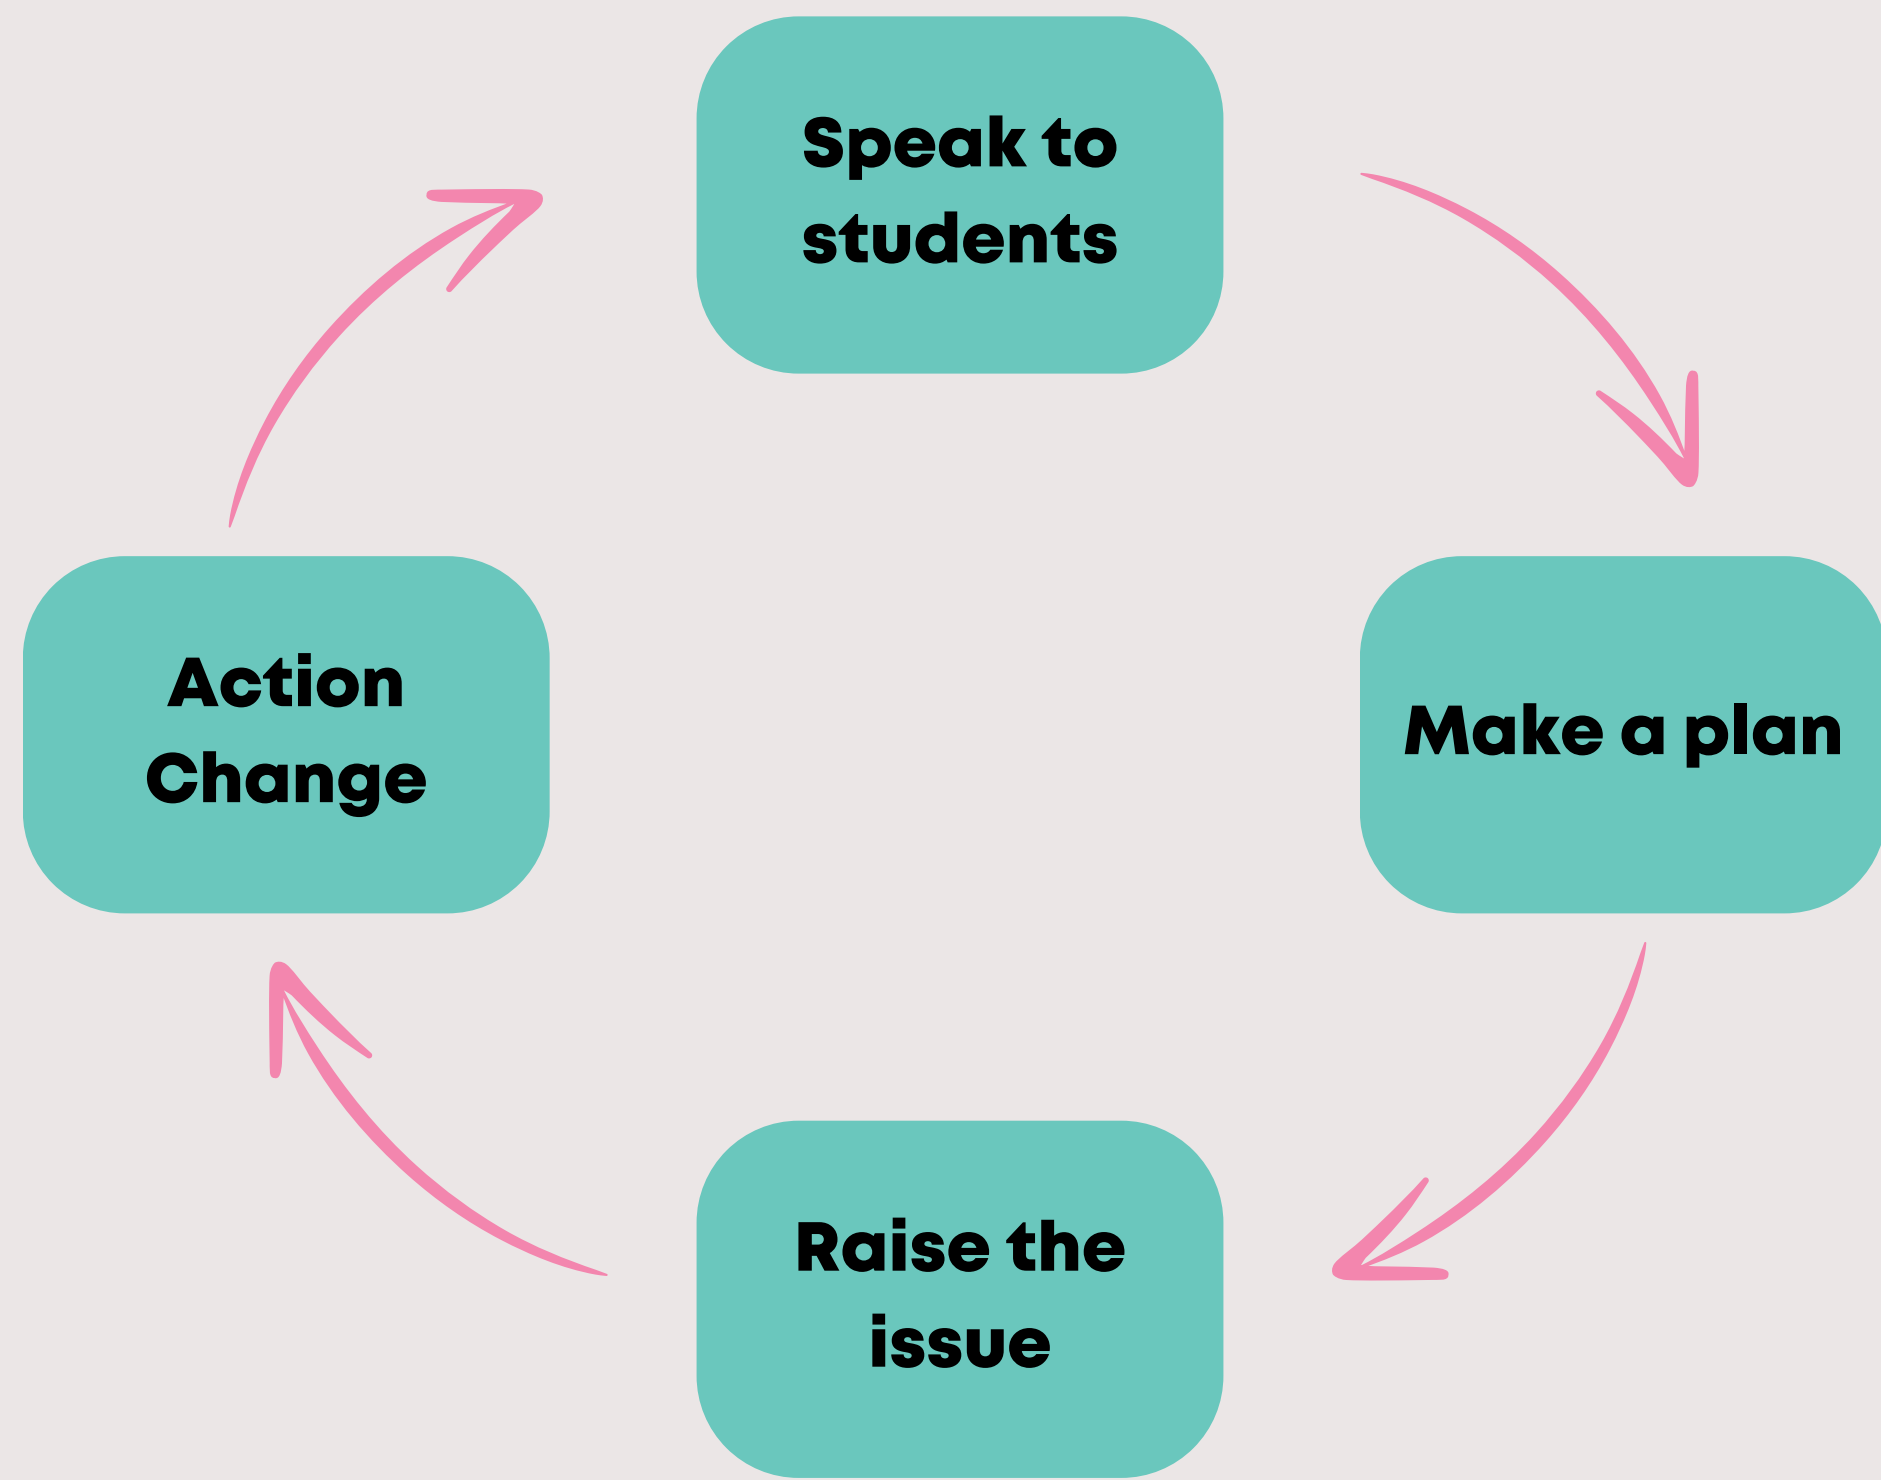 Speak to
students
Make a plan
Raise the
issue
Action
Change